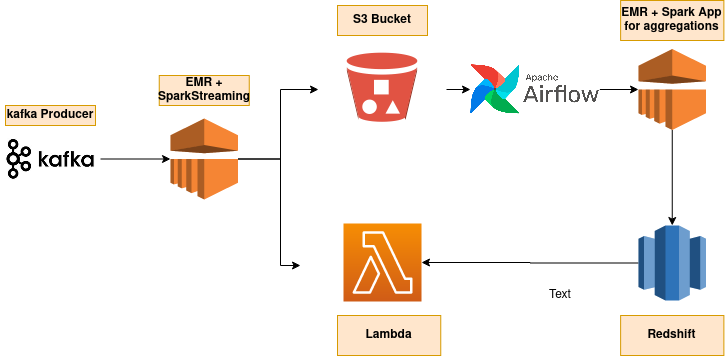 S3 Bucket
EMR + Spark App
for aggregations
EMR +
SparkStreaming
kafka Producer
kafka
Apache
Airflow
Text
Lambda
Redshift